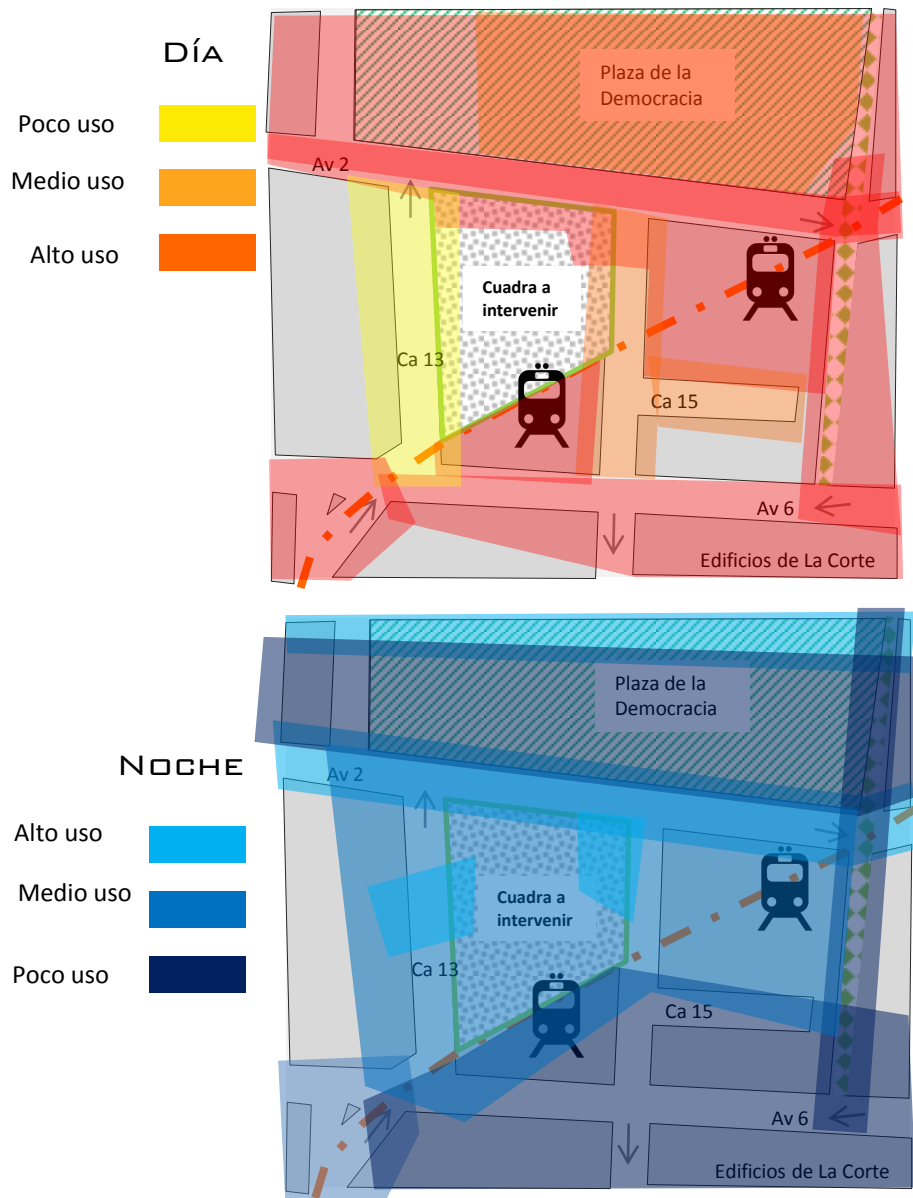 Día
Poco uso
Medio uso
Alto uso
Plaza de la
Democracia
Av 2
Cuadra a
intervenir
Ca 13
Ca 15
Av 6
Edificios de La Corte
Noche
Alto uso
Medio uso
Poco uso
Plaza de la
Democracia
Av 2
Cuadra a
intervenir
Ca 13
Ca 15
Av 6
Edificios de La Corte